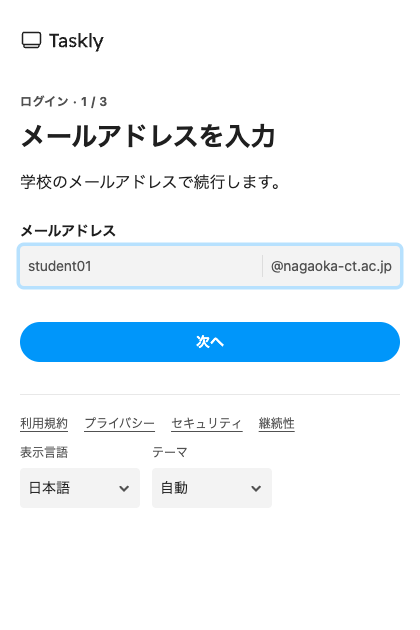 Taskly
ログイン · 1 / 3
メールアドレスを入力
学校のメールアドレスで続行します。
メールアドレス
student01 @nagaoka-ct.ac.jp
次へ
利用規約 プライバシー セキュリティ 継続性
表示言語 テーマ
日本語 自動